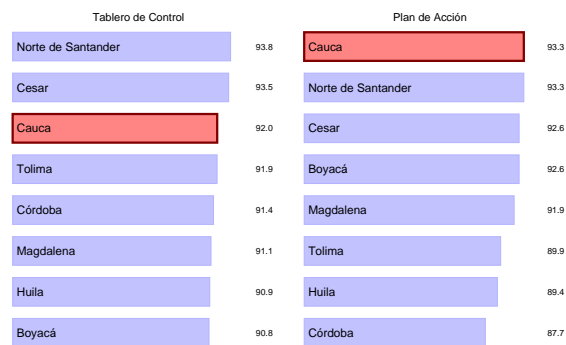 Tablero de Control
Norte de Santander 93.8
Cesar 93.5
Cauca 92.0
Tolima 91.9
Córdoba 91.4
Magdalena 91.1
Huila 90.9
Boyacá 90.8
Plan de Acción
Cauca 93.3
Norte de Santander 93.3
Cesar 92.6
Boyacá 92.6
Magdalena 91.9
Tolima 89.9
Huila 89.4
Córdoba 87.7